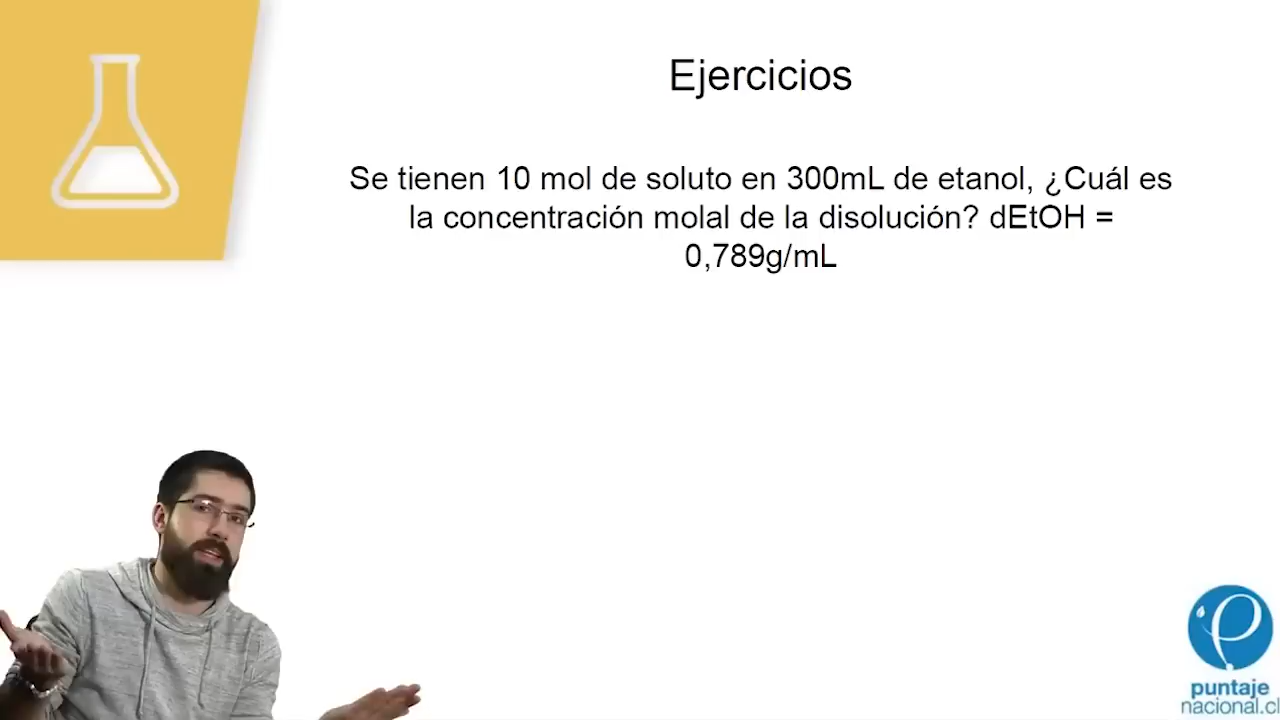 Ejercicios
Se tienen 10 mol de soluto en 300mL de etanol, ¿Cuál es
la concentración molal de la disolución? dEtOH =
0,789g/mL
puntaje
nacional.cl